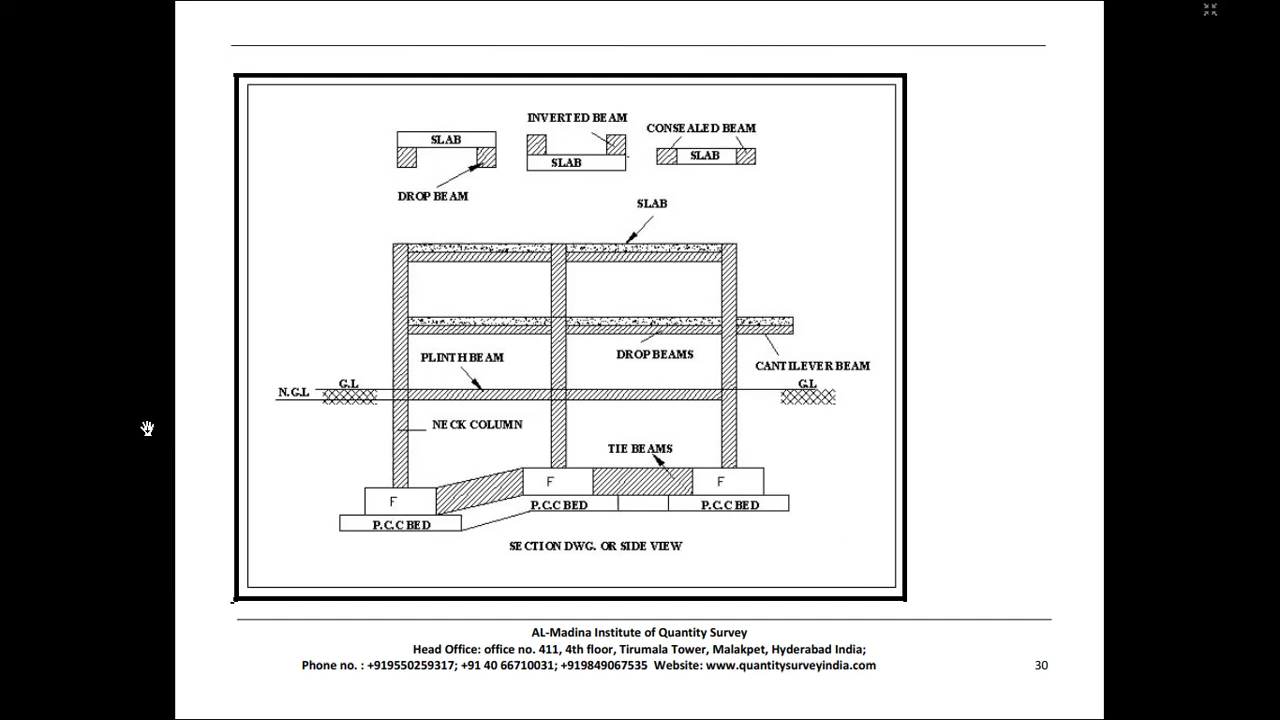 INVERTED BEAM
CONSEALED BEAM
SLAB
SLAB
SLAB
DROP BEAM
SLAB
PLINTH BEAM
DROP BEAMS
CANTILEVER BEAM
G.L
G.L
N.G.L
NECK COLUMN
TIE BEAMS
F
F
F
P.C.C BED
P.C.C BED
P.C.C BED
SECTION DWG. OR SIDE VIEW
AL-Madina Institute of Quantity Survey
Head Office: office no. 411, 4th floor, Tirumala Tower, Malakpet, Hyderabad India;
Phone no. : +919550259317; +91 40 66710031; +919849067535 Website: www.quantitysurveyindia.com
30